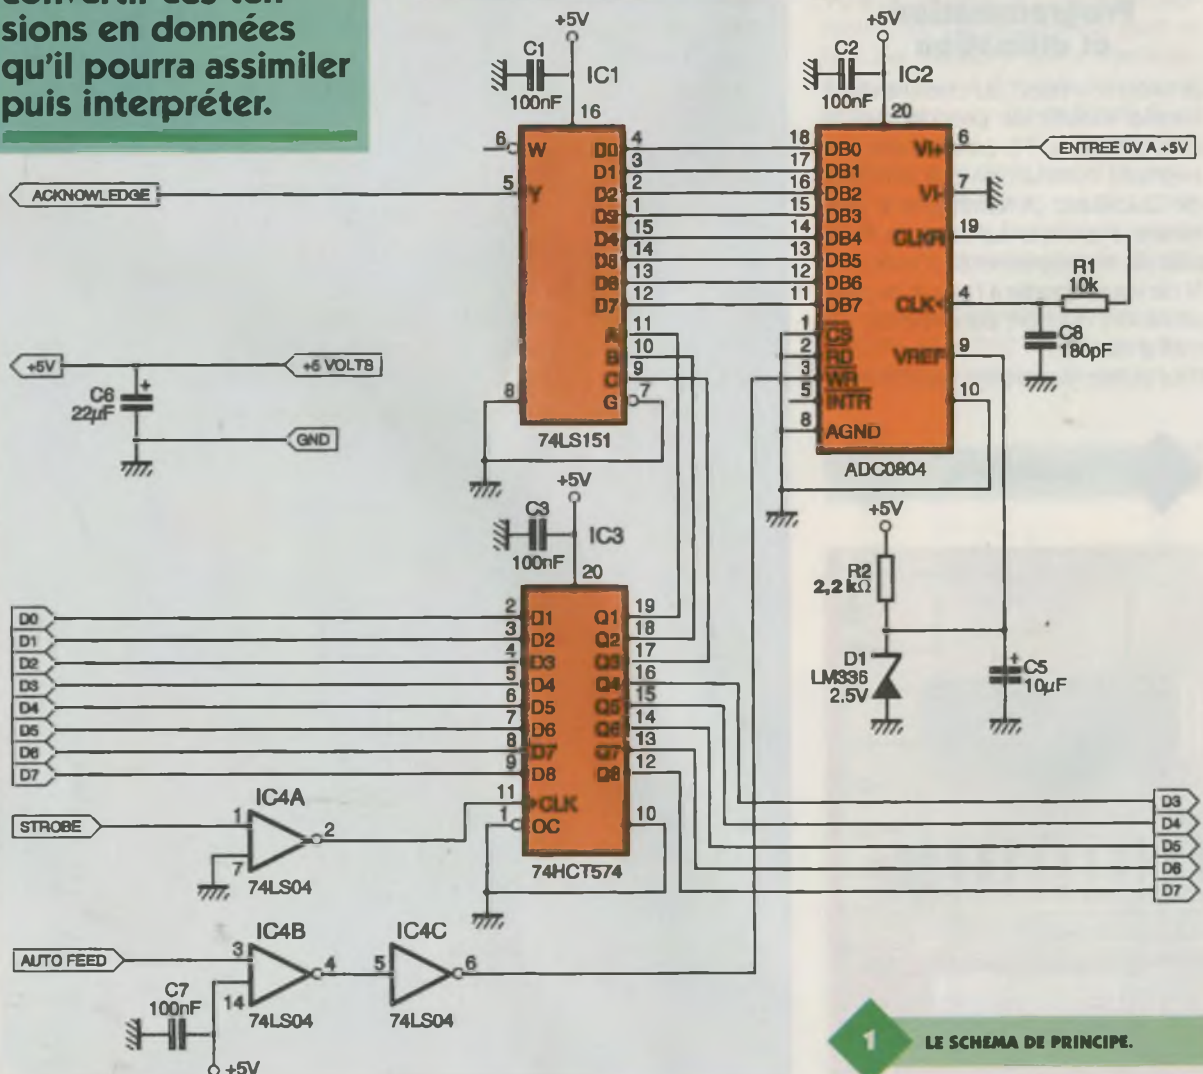 convertir ces ten-
sions en données
qu'il pourra assimiler
puis interpréter.
+5V
C1
100nF
IC1
16
+5V
C2
100nF
IC2
20
6 W
5 Y
8
D0 4
D1 3
D2 2
D3 1
D4 15
D5 14
D6 13
D7 12
A 11
B 10
C 9
G 7
74LS151
ACKNOWLEDGE
18 DB0
17 DB1
16 DB2
15 DB3
14 DB4
13 DB5
12 DB6
11 DB7
1 CS
2 RD
3 WR
5 INTR
8 AGND
VI+ 6
VI- 7
CLKR 19
CLK+ 4
VREF 9
10
ADC0804
ENTREE 0V A +5V
R1
10k
C8
180pF
+5V
+5 VOLTS
C6
22µF
+
GND
+5V
C3
100nF
IC3
20
D0
D1
D2
D3
D4
D5
D6
D7
2 D1
3 D2
4 D3
5 D4
6 D5
7 D6
8 D7
9 D8
11 CLK
1 OC
Q1 19
Q2 18
Q3 17
Q4 16
Q5 15
Q6 14
Q7 13
Q8 12
10
74HCT574
+5V
R2
2,2 kΩ
D1
LM336
2.5V
+
C5
10µF
D3
D4
D5
D6
D7
STROBE
IC4A
1
2
7
74LS04
AUTO FEED
IC4B
3
4
14
74LS04
IC4C
5
6
74LS04
C7
100nF
+5V
1 LE SCHEMA DE PRINCIPE.